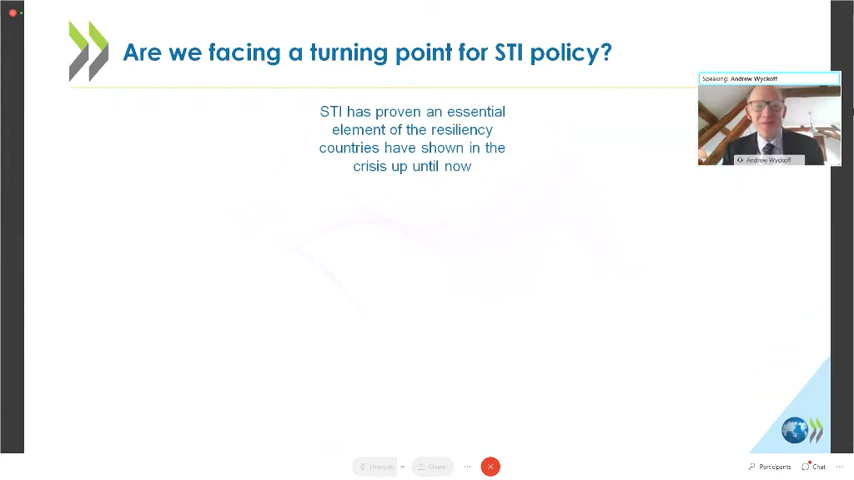 Are we facing a turning point for STI policy?
Speaking: Andrew Wyckoff
STI has proven an essential
element of the resiliency
countries have shown in the
crisis up until now
Andrew Wyckoff
Unmute
Share
Participants
Chat